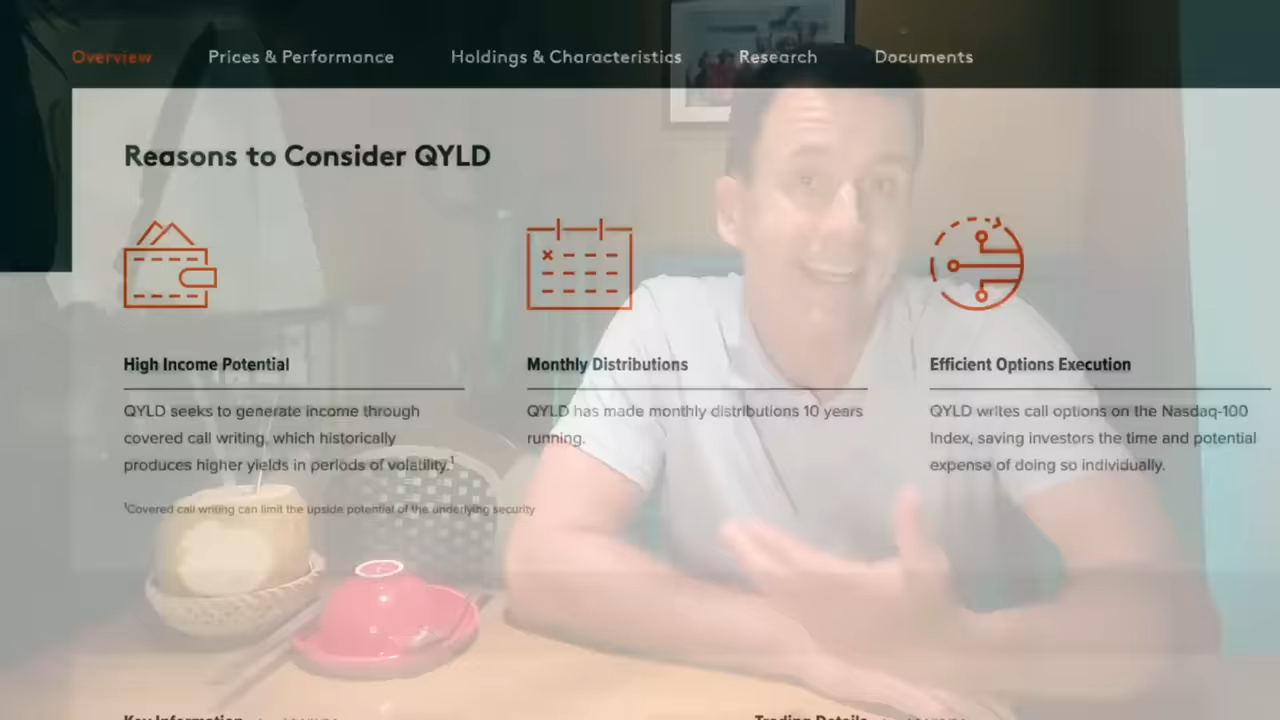 Overview Prices & Performance Holdings & Characteristics Research Documents
Reasons to Consider QYLD
High Income Potential
QYLD seeks to generate income through
covered call writing, which historically
produces higher yields in periods of volatility.¹
¹Covered call writing can limit the upside potential of the underlying security
Monthly Distributions
QYLD has made monthly distributions 10 years
running.
Efficient Options Execution
QYLD writes call options on the Nasdaq-100
Index, saving investors the time and potential
expense of doing so individually.
Key Information
Trading Details